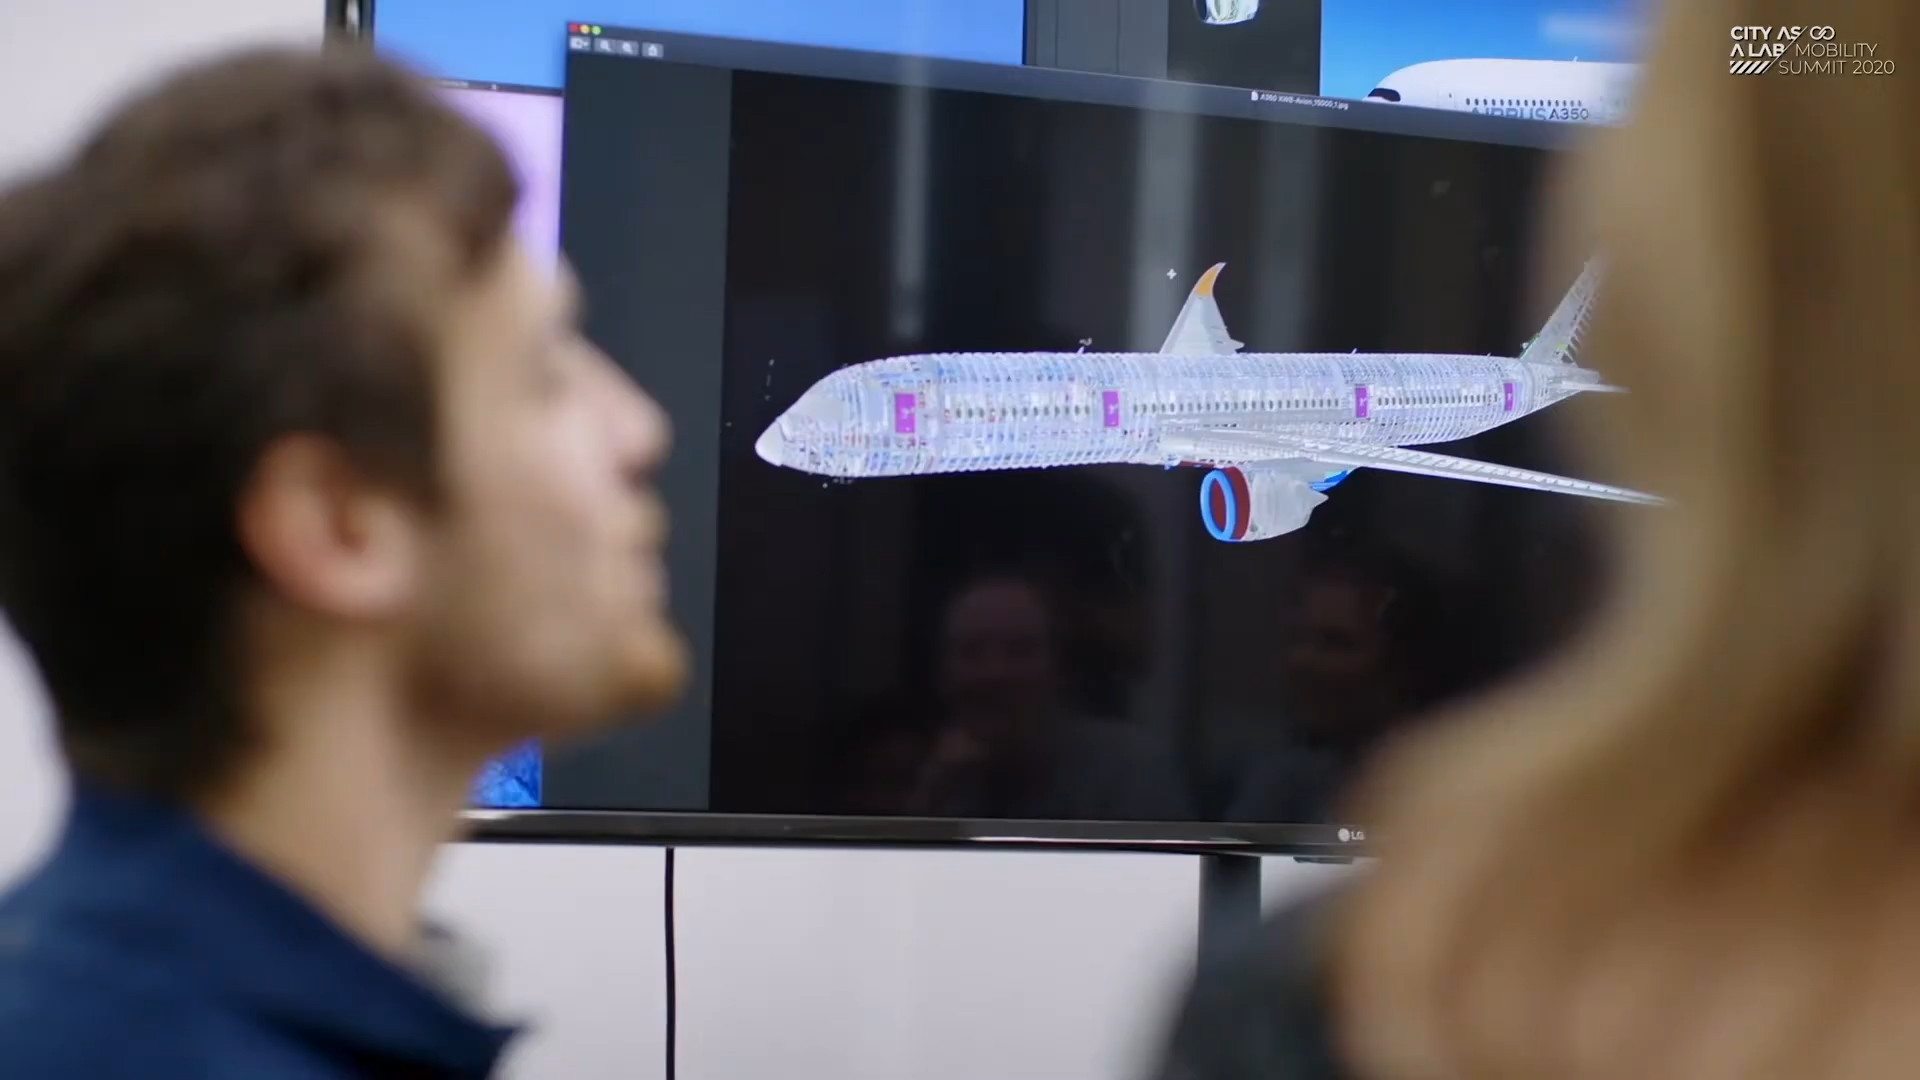 CITY AS
A LAB / MOBILITY
SUMMIT 2020
AIRBUS A350
LG